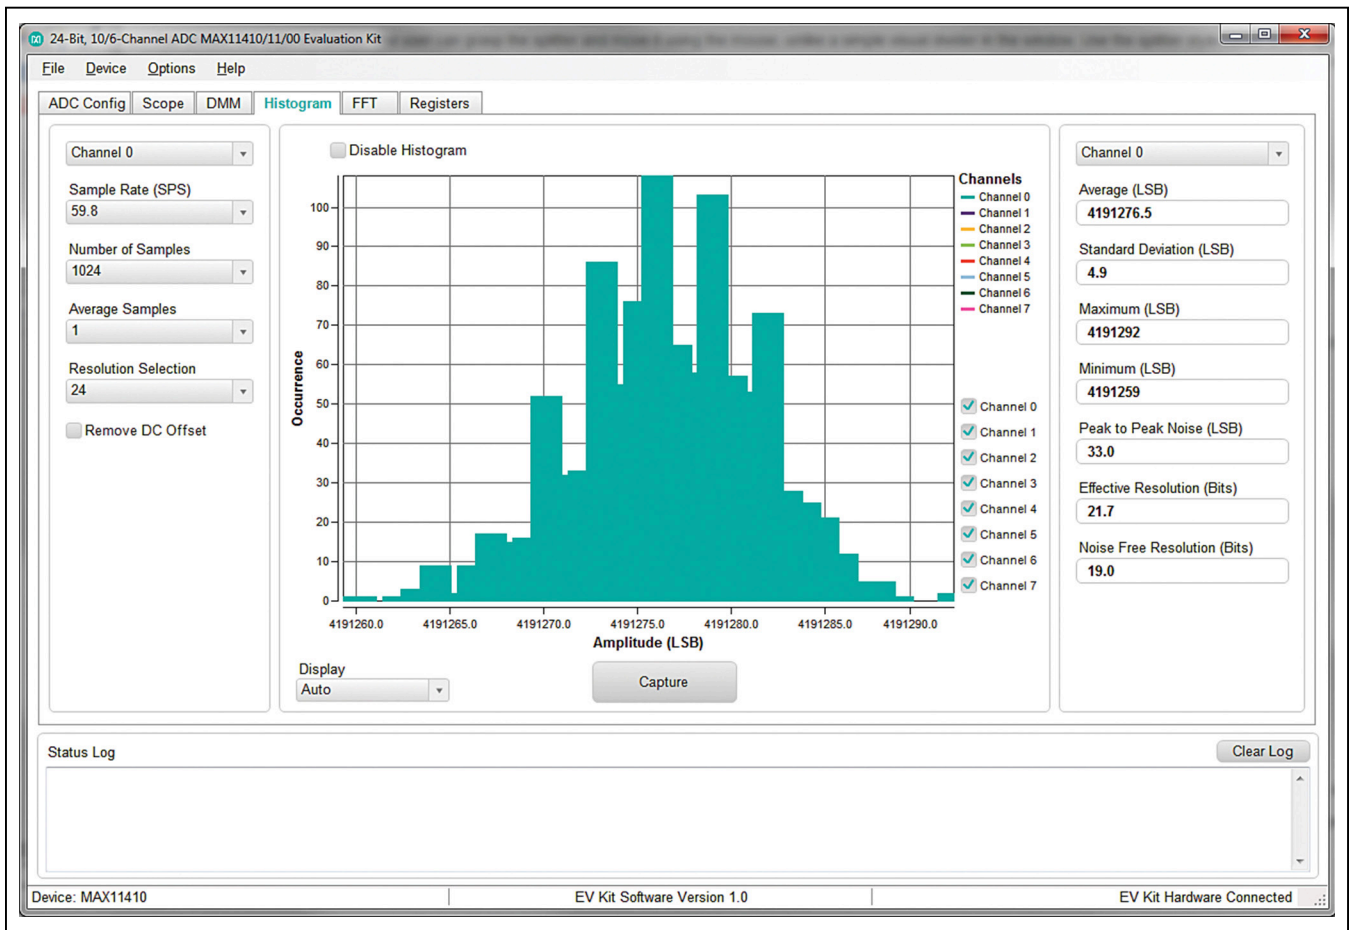 24-Bit, 10/6-Channel ADC MAX11410/11/00 Evaluation Kit
File Device Options Help
ADC Config Scope DMM Histogram FFT Registers
Channel 0
Sample Rate (SPS)
59.8
Number of Samples
1024
Average Samples
1
Resolution Selection
24
Remove DC Offset
Disable Histogram
Occurrence
100
90
80
70
60
50
40
30
20
10
0
4191260.0 4191265.0 4191270.0 4191275.0 4191280.0 4191285.0 4191290.0
Amplitude (LSB)
Channels
Channel 0
Channel 1
Channel 2
Channel 3
Channel 4
Channel 5
Channel 6
Channel 7
Channel 0
Channel 1
Channel 2
Channel 3
Channel 4
Channel 5
Channel 6
Channel 7
Display
Auto
Capture
Channel 0
Average (LSB)
4191276.5
Standard Deviation (LSB)
4.9
Maximum (LSB)
4191292
Minimum (LSB)
4191259
Peak to Peak Noise (LSB)
33.0
Effective Resolution (Bits)
21.7
Noise Free Resolution (Bits)
19.0
Status Log
Clear Log
Device: MAX11410
EV Kit Software Version 1.0
EV Kit Hardware Connected